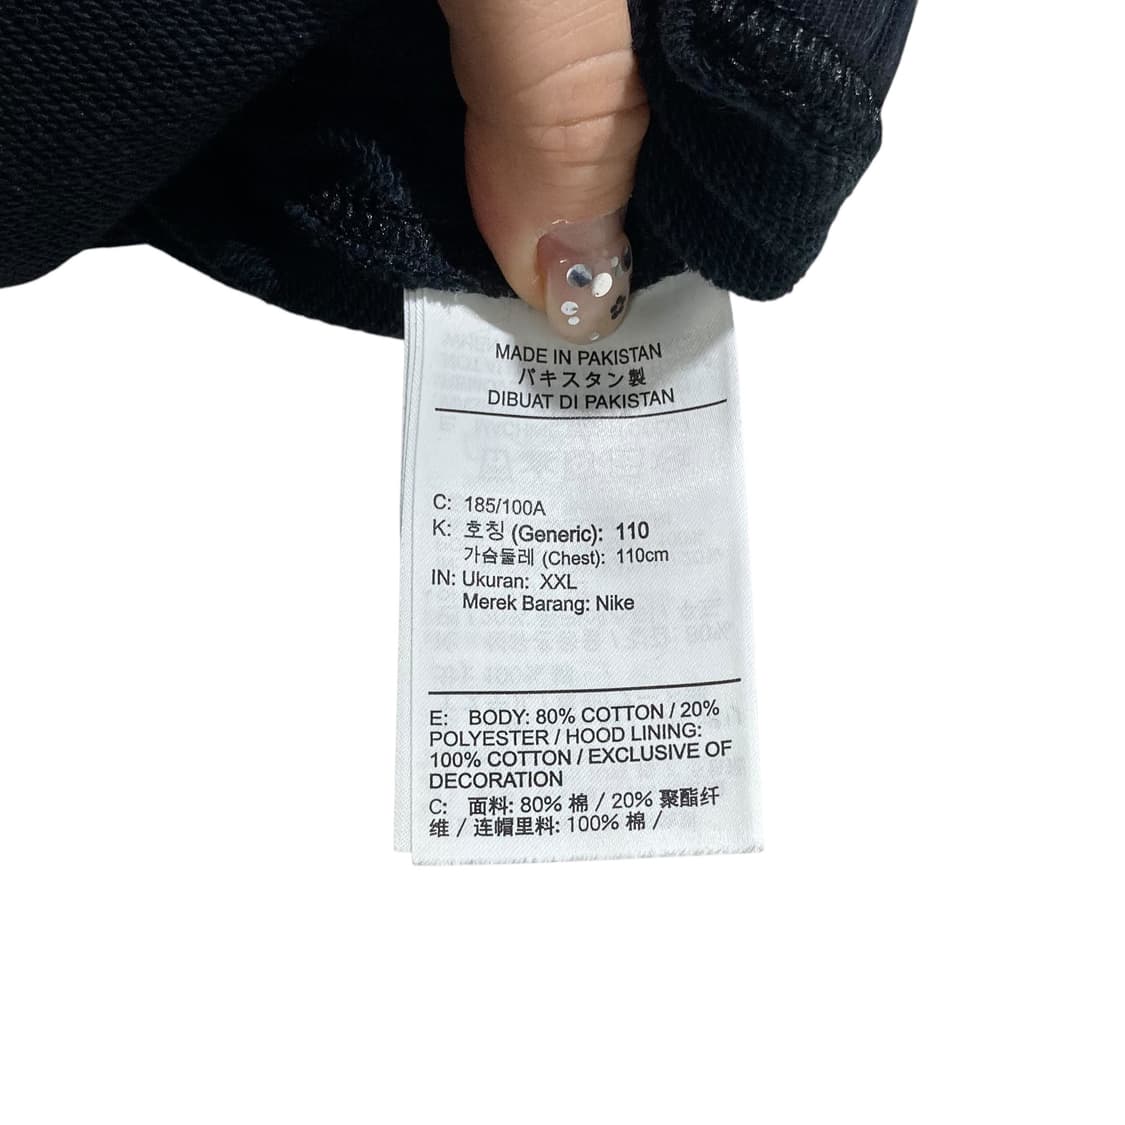 MADE IN PAKISTAN
パキスタン製
DIBUAT DI PAKISTAN
C: 185/100A
K: 호칭 (Generic): 110
가슴둘레 (Chest): 110cm
IN: Ukuran: XXL
Merek Barang: Nike
E: BODY: 80% COTTON / 20%
POLYESTER / HOOD LINING:
100% COTTON / EXCLUSIVE OF
DECORATION
C: 面料: 80% 棉 / 20% 聚酯纤
维 / 连帽里料: 100% 棉 /